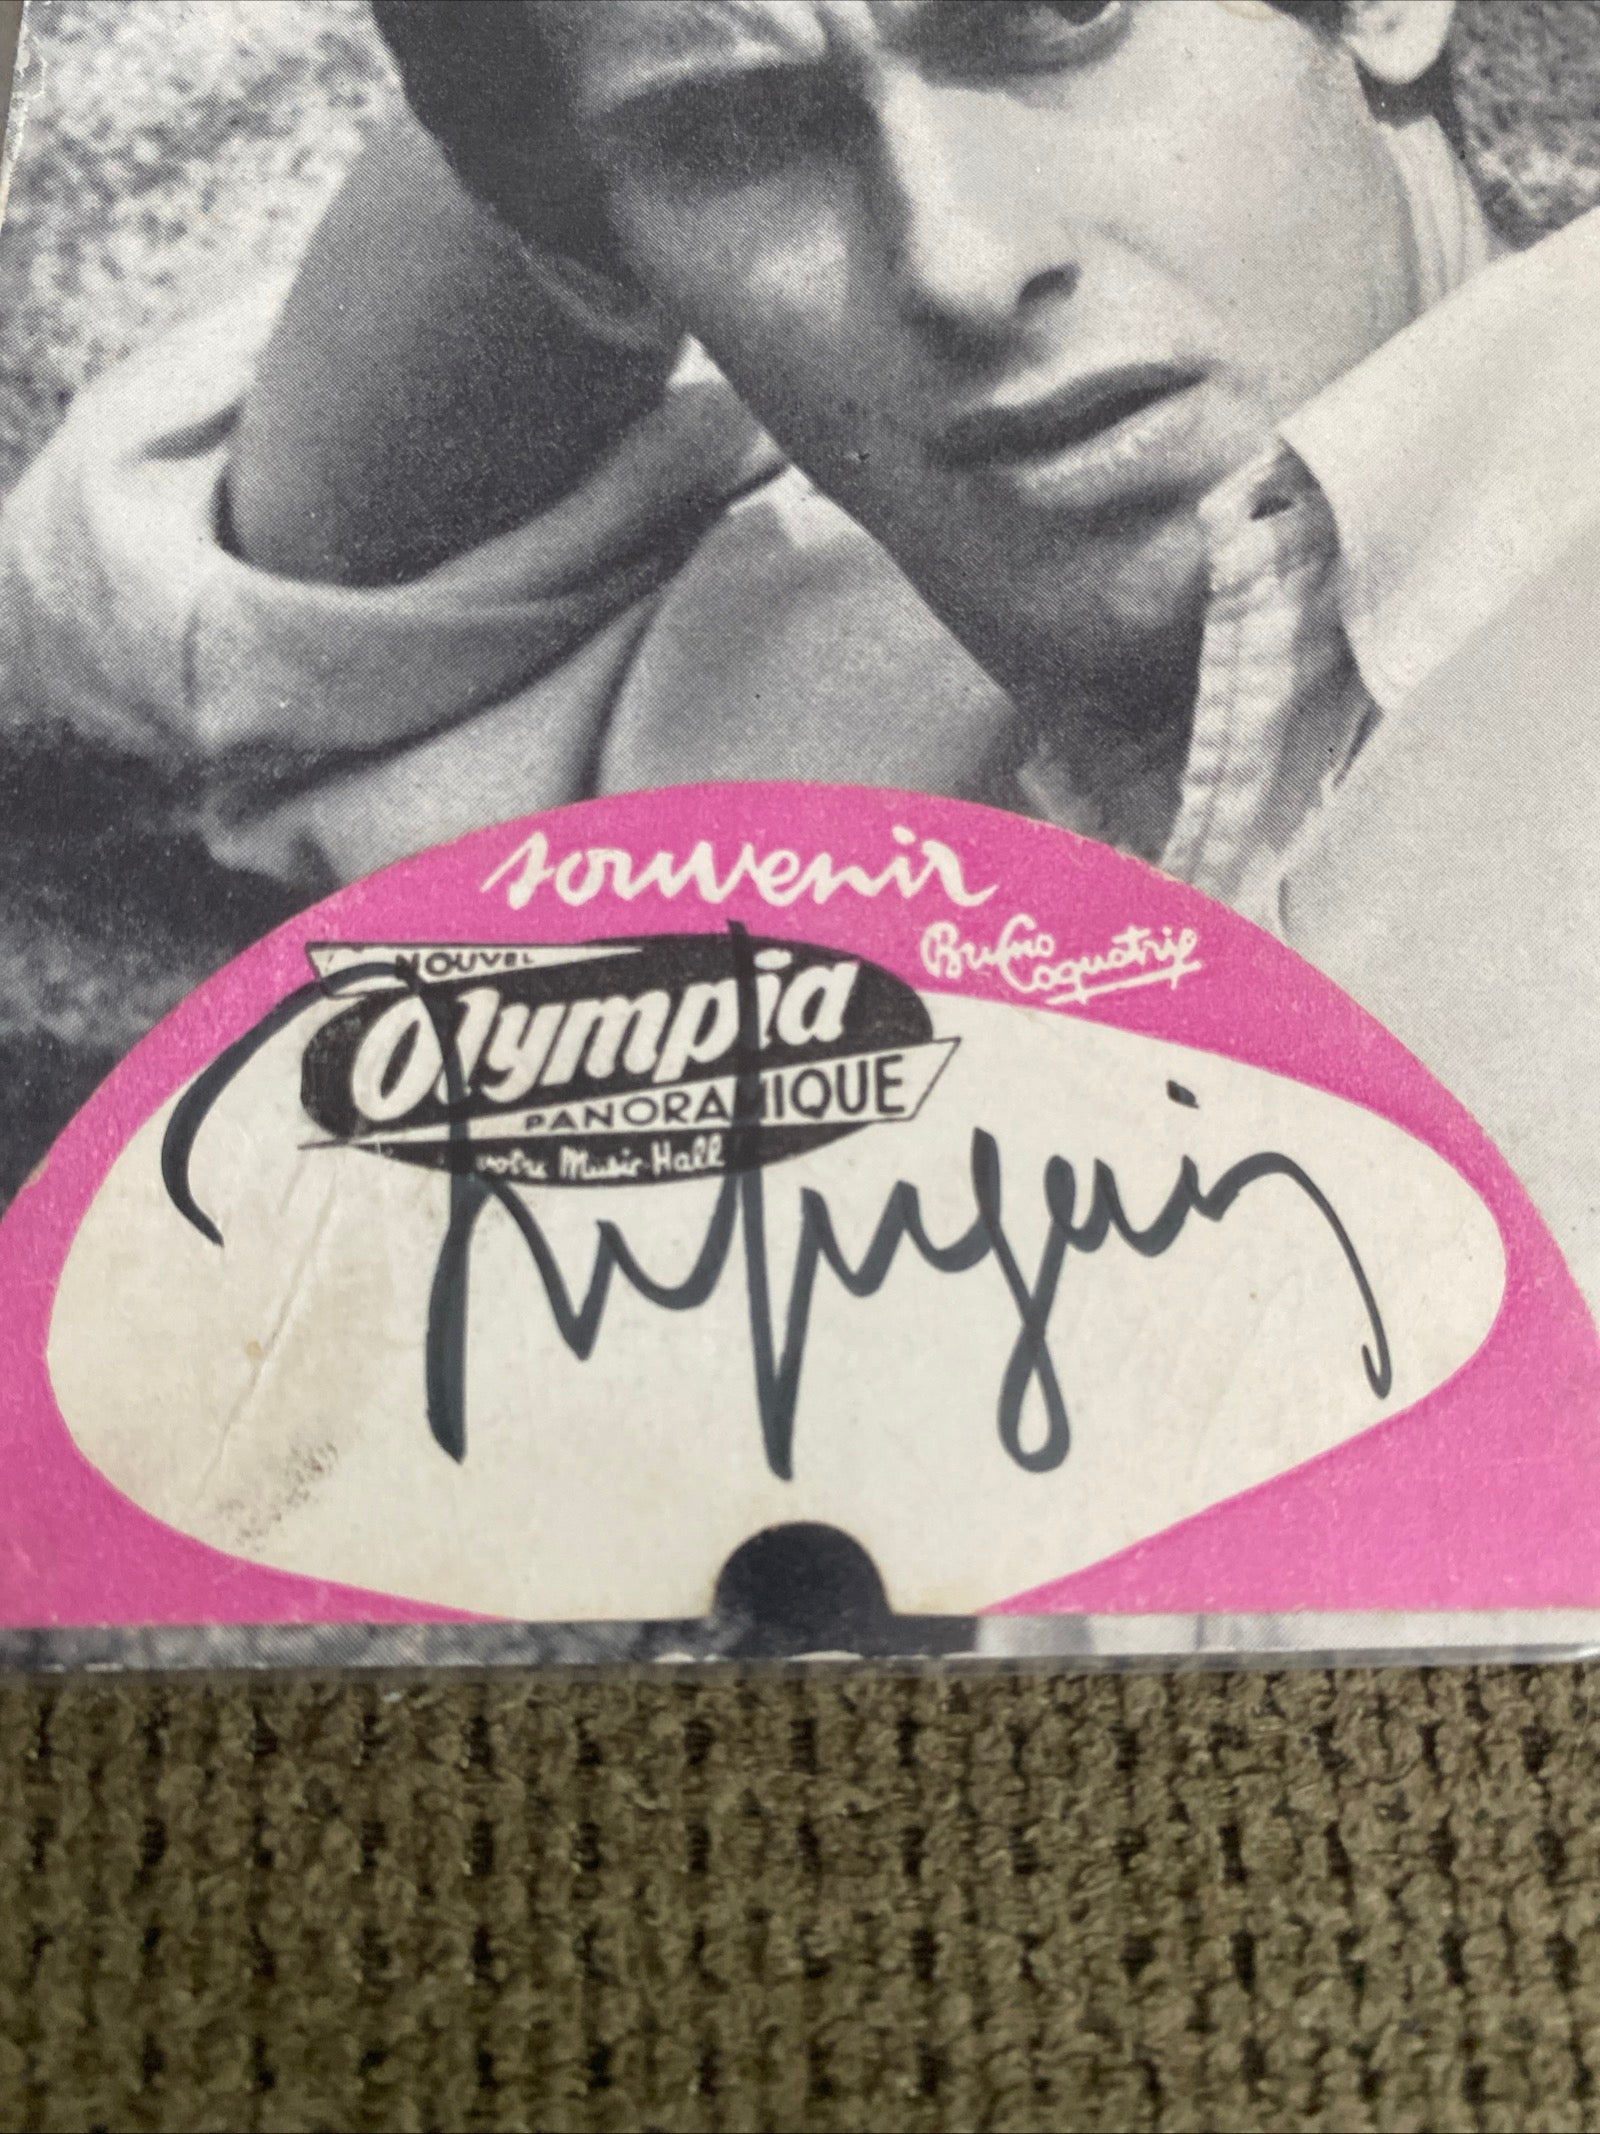 souvenir
Bruno Coquatrix
NOUVEL
Olympia
PANORAMIQUE
votre Music-Hall